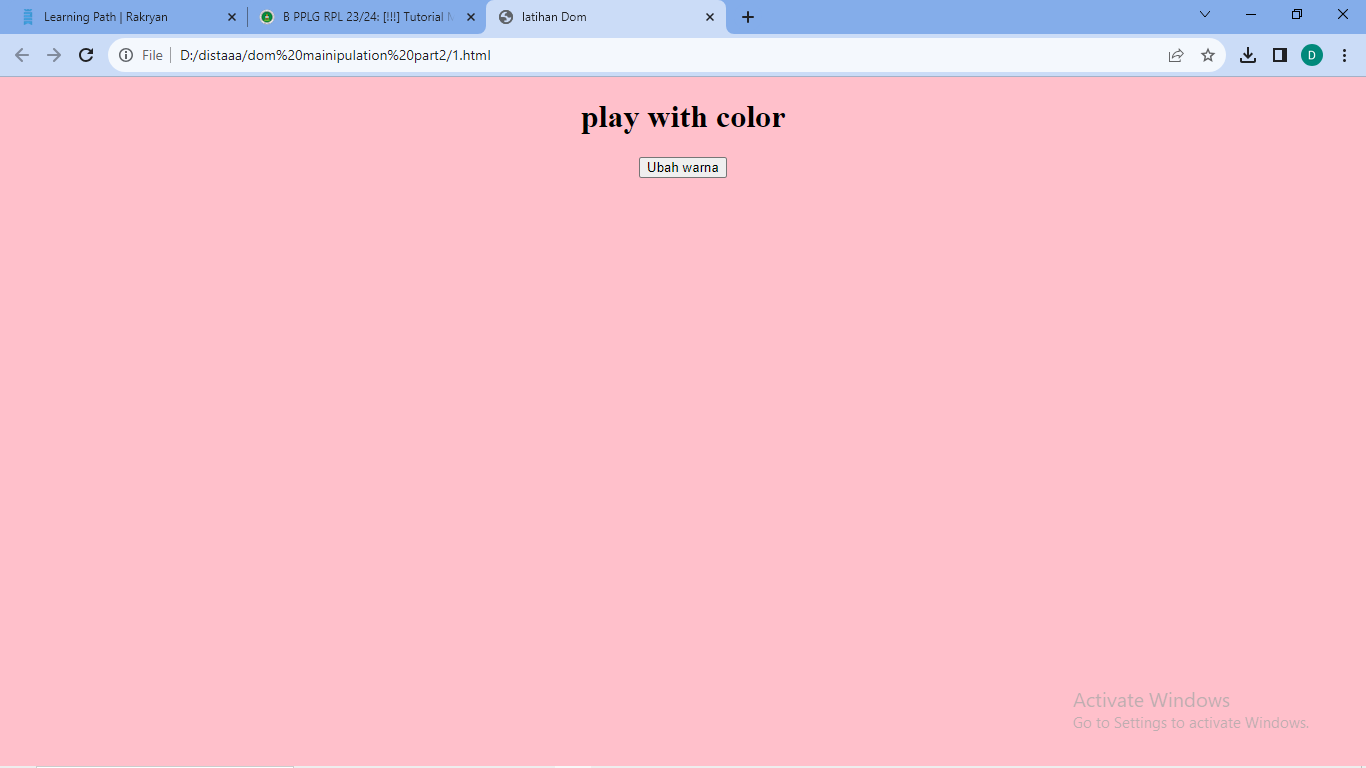 Learning Path | Rakryan
B PPLG RPL 23/24: [!!!] Tutorial
latihan Dom
File
D:/distaaa/dom%20mainipulation%20part2/1.html
D
play with color
Ubah warna
Activate Windows
Go to Settings to activate Windows.